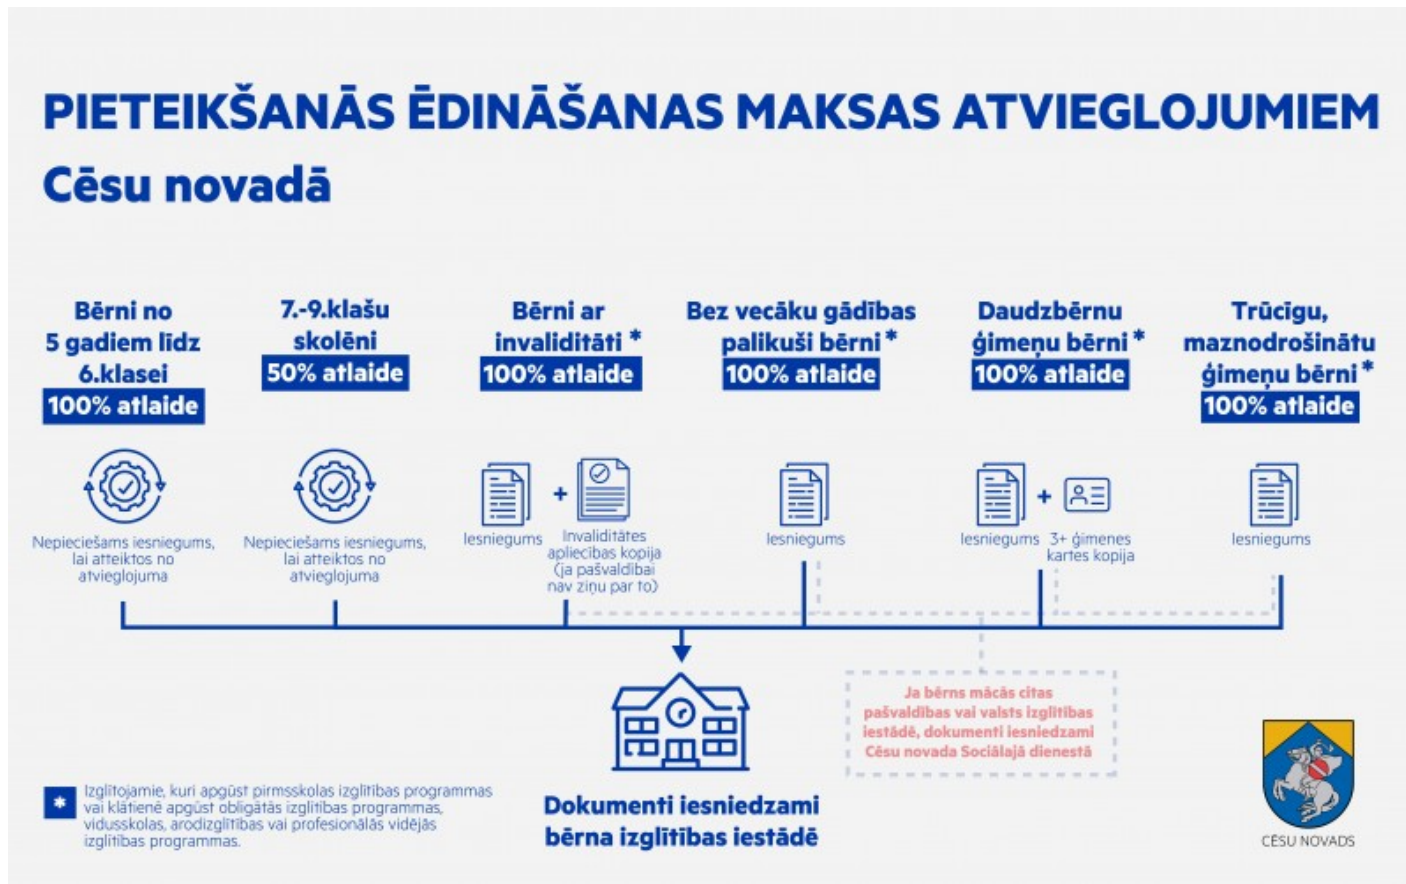 PIETEIKŠANĀS ĒDINĀŠANAS MAKSAS ATVIEGLOJUMIEM
Cēsu novadā
Bērni no
5 gadiem līdz
6.klasei
100% atlaide
7.-9.klašu
skolēni
50% atlaide
Bērni ar
invaliditāti *
100% atlaide
Bez vecāku gādības
palikuši bērni *
100% atlaide
Daudzbērnu
ģimeņu bērni *
100% atlaide
Trūcīgu,
maznodrošinātu
ģimeņu bērni *
100% atlaide
Nepieciešams iesniegums,
lai atteiktos no
atvieglojuma
Nepieciešams iesniegums,
lai atteiktos no
atvieglojuma
Iesniegums
+
Invaliditātes
apliecības kopija
(ja pašvaldībai
nav ziņu par to)
Iesniegums
Iesniegums
+
3+ ģimenes
kartes kopija
Iesniegums
Ja bērns mācās citas
pašvaldības vai valsts izglītības
iestādē, dokumenti iesniedzami
Cēsu novada Sociālajā dienestā
Dokumenti iesniedzami
bērna izglītības iestādē
* Izglītojamie, kuri apgūst pirmsskolas izglītības programmas
vai klātienē apgūst obligātās izglītības programmas,
vidusskolas, arodizglītības vai profesionālās vidējās
izglītības programmas.
CĒSU NOVADS